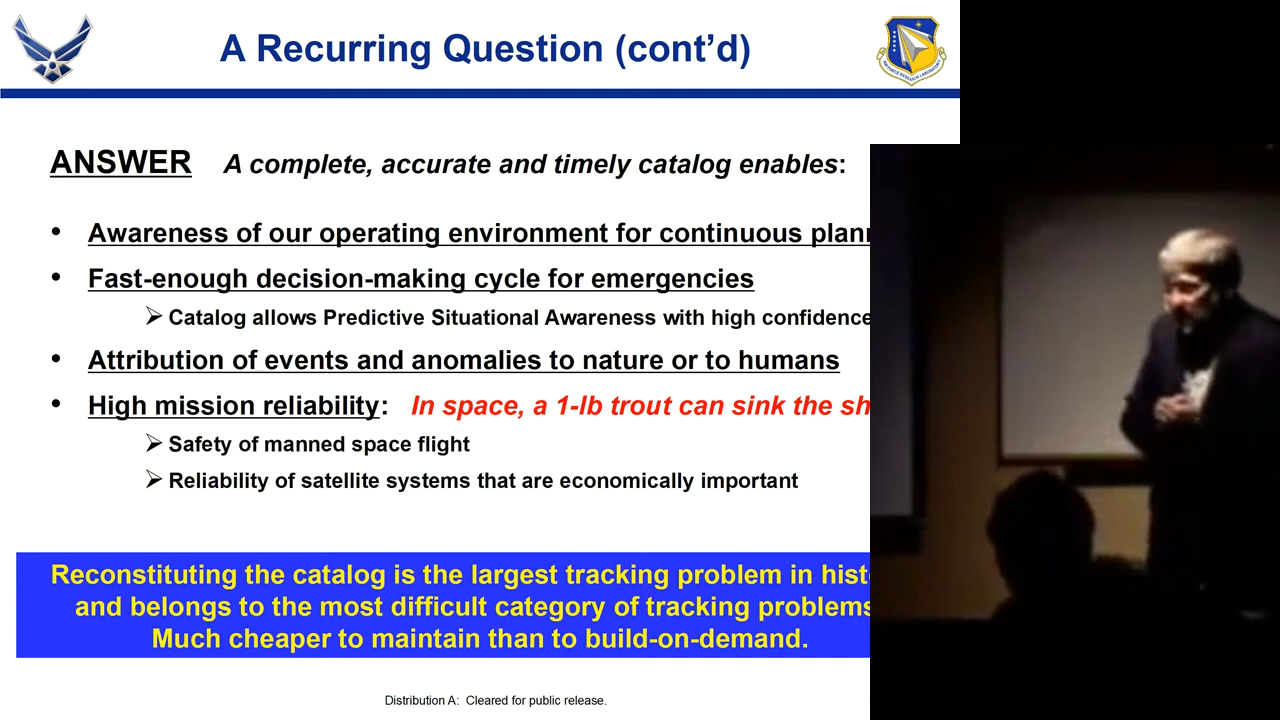 A Recurring Question (cont’d)
AIR FORCE RESEARCH LABORATORY
ANSWER A complete, accurate and timely catalog enables:
• Awareness of our operating environment for continuous
• Fast-enough decision-making cycle for emergencies
➢ Catalog allows Predictive Situational Awareness with high confidence
• Attribution of events and anomalies to nature or to humans
• High mission reliability: In space, a 1-lb trout can sink the
➢ Safety of manned space flight
➢ Reliability of satellite systems that are economically important
Reconstituting the catalog is the largest tracking problem in
and belongs to the most difficult category of tracking problems
Much cheaper to maintain than to build-on-demand.
Distribution A: Cleared for public release.